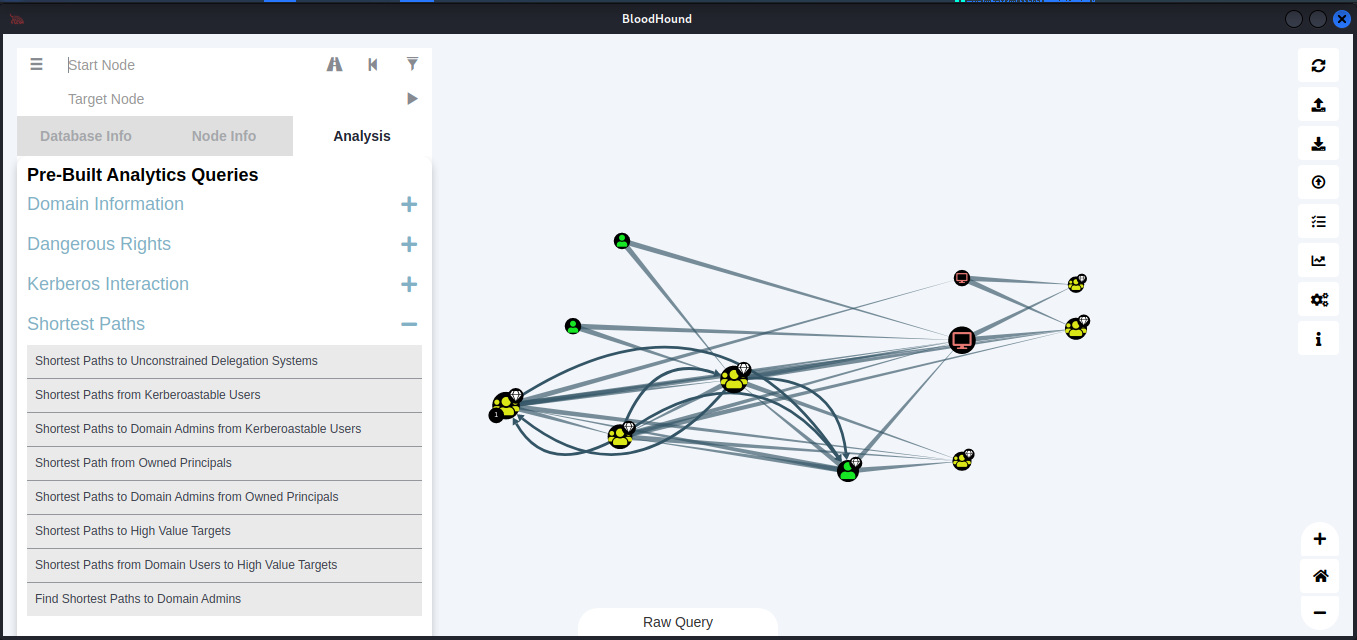 BloodHound
Start Node
Target Node
Database Info
Node Info
Analysis
Pre-Built Analytics Queries
Domain Information
Dangerous Rights
Kerberos Interaction
Shortest Paths
Shortest Paths to Unconstrained Delegation Systems
Shortest Paths from Kerberoastable Users
Shortest Paths to Domain Admins from Kerberoastable Users
Shortest Path from Owned Principals
Shortest Paths to Domain Admins from Owned Principals
Shortest Paths to High Value Targets
Shortest Paths from Domain Users to High Value Targets
Find Shortest Paths to Domain Admins
1
Raw Query